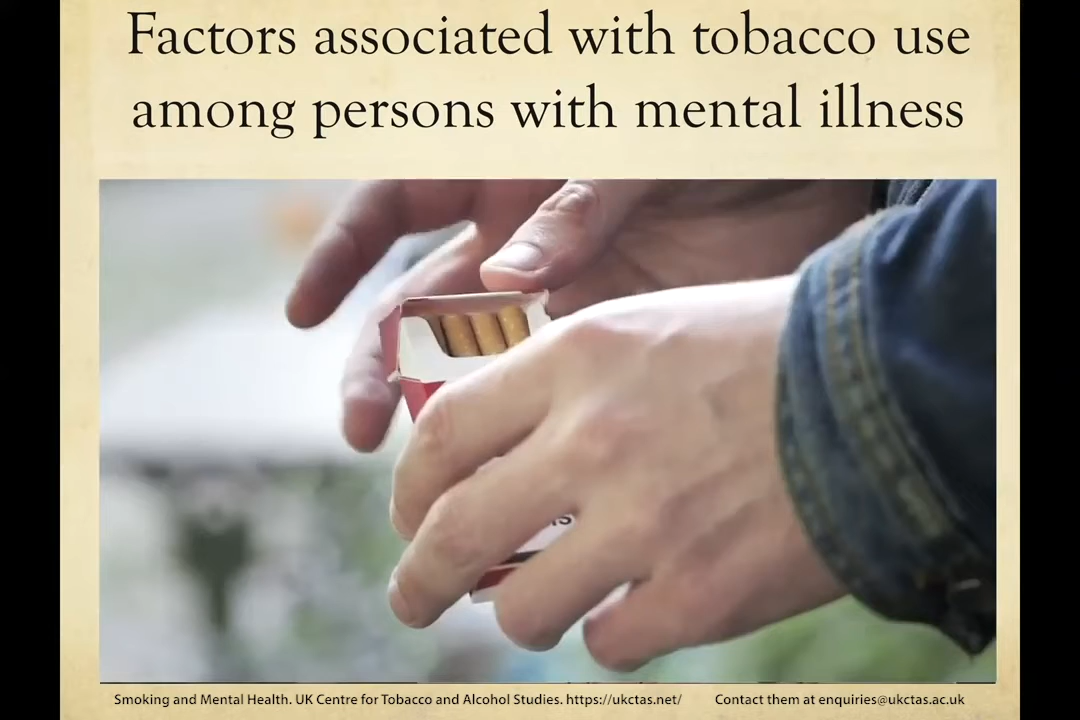 Factors associated with tobacco use
among persons with mental illness
Smoking and Mental Health. UK Centre for Tobacco and Alcohol Studies. https://ukctas.net/ Contact them at enquiries@ukctas.ac.uk